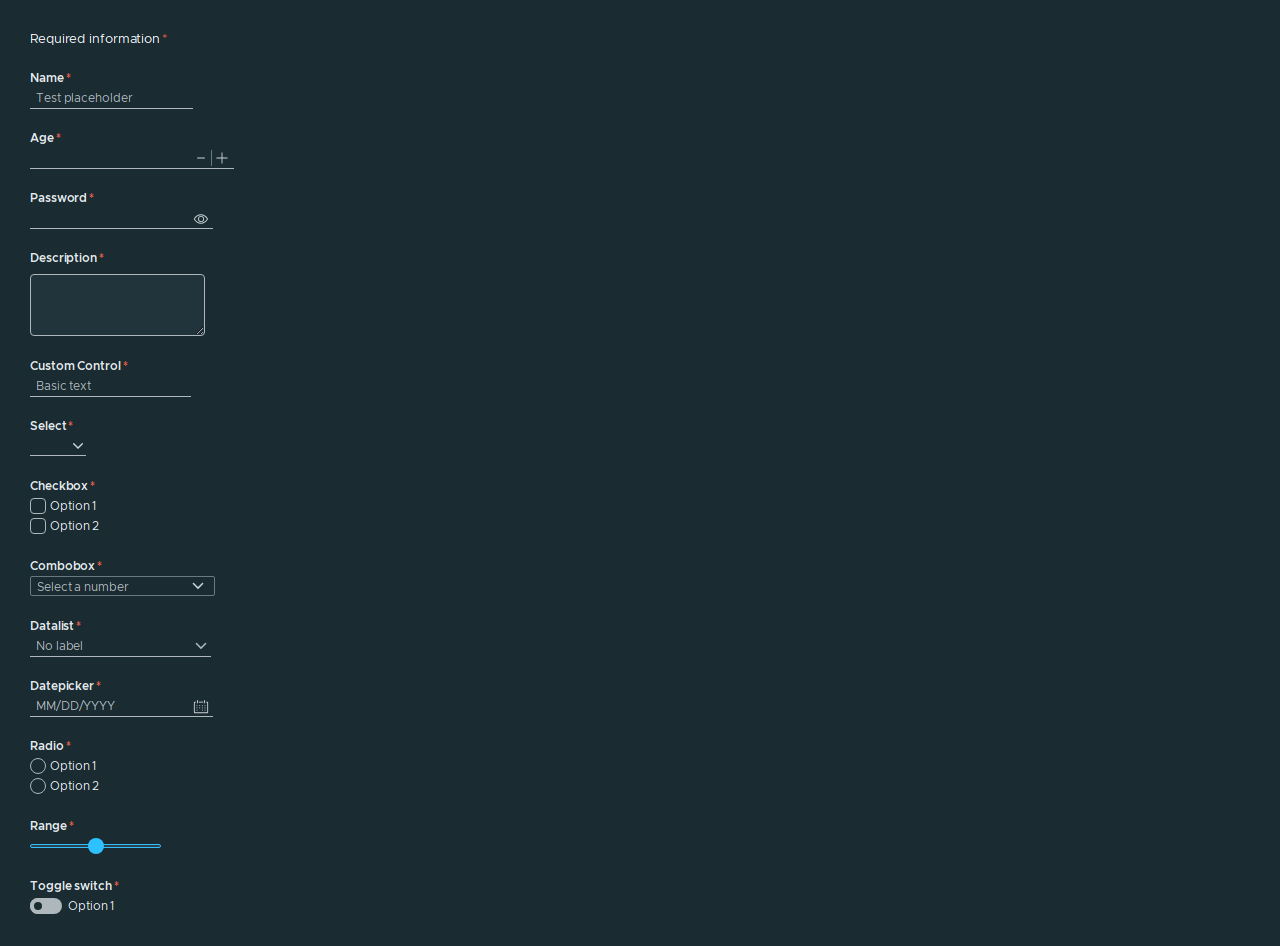 Required information *
Name *
Test placeholder
Age *
Password *
Description *
Custom Control *
Basic text
Select *
Checkbox *
Option 1
Option 2
Combobox *
Select a number
Datalist *
No label
Datepicker *
MM/DD/YYYY
Radio *
Option 1
Option 2
Range *
Toggle switch *
Option 1